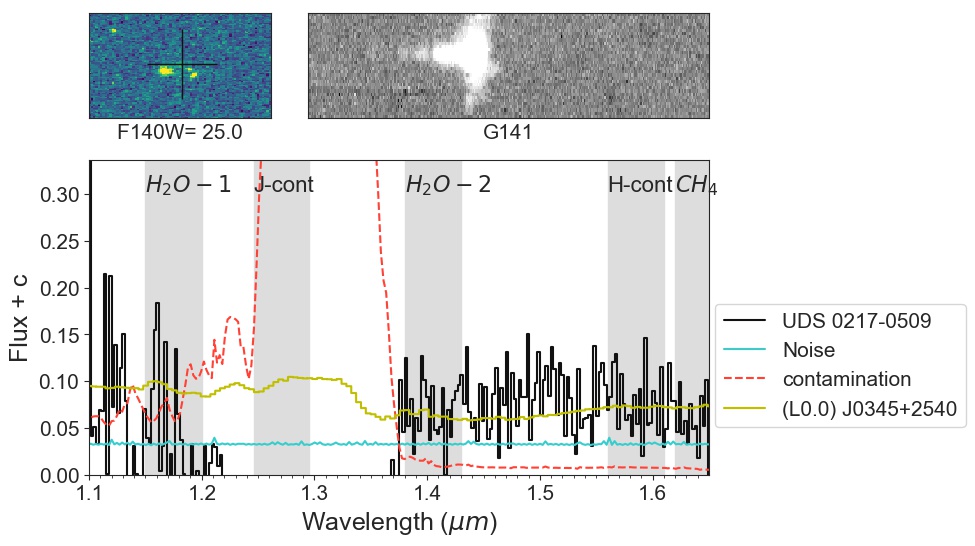 F140W= 25.0
G141
H₂O − 1
J-cont
H₂O − 2
H-cont
CH₄
0.30
0.25
0.20
0.15
0.10
0.05
0.00
Flux + c
1.1
1.2
1.3
1.4
1.5
1.6
Wavelength (μm)
UDS 0217-0509
Noise
contamination
(L0.0) J0345+2540